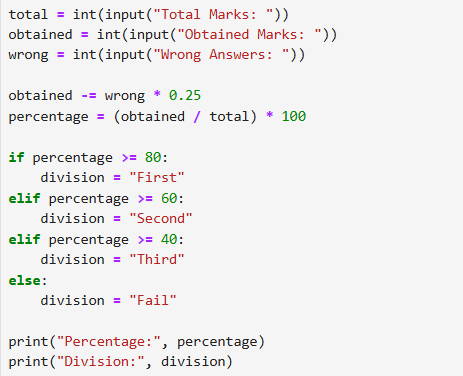 total = int(input("Total Marks: "))
obtained = int(input("Obtained Marks: "))
wrong = int(input("Wrong Answers: "))

obtained -= wrong * 0.25
percentage = (obtained / total) * 100

if percentage >= 80:
    division = "First"
elif percentage >= 60:
    division = "Second"
elif percentage >= 40:
    division = "Third"
else:
    division = "Fail"

print("Percentage:", percentage)
print("Division:", division)